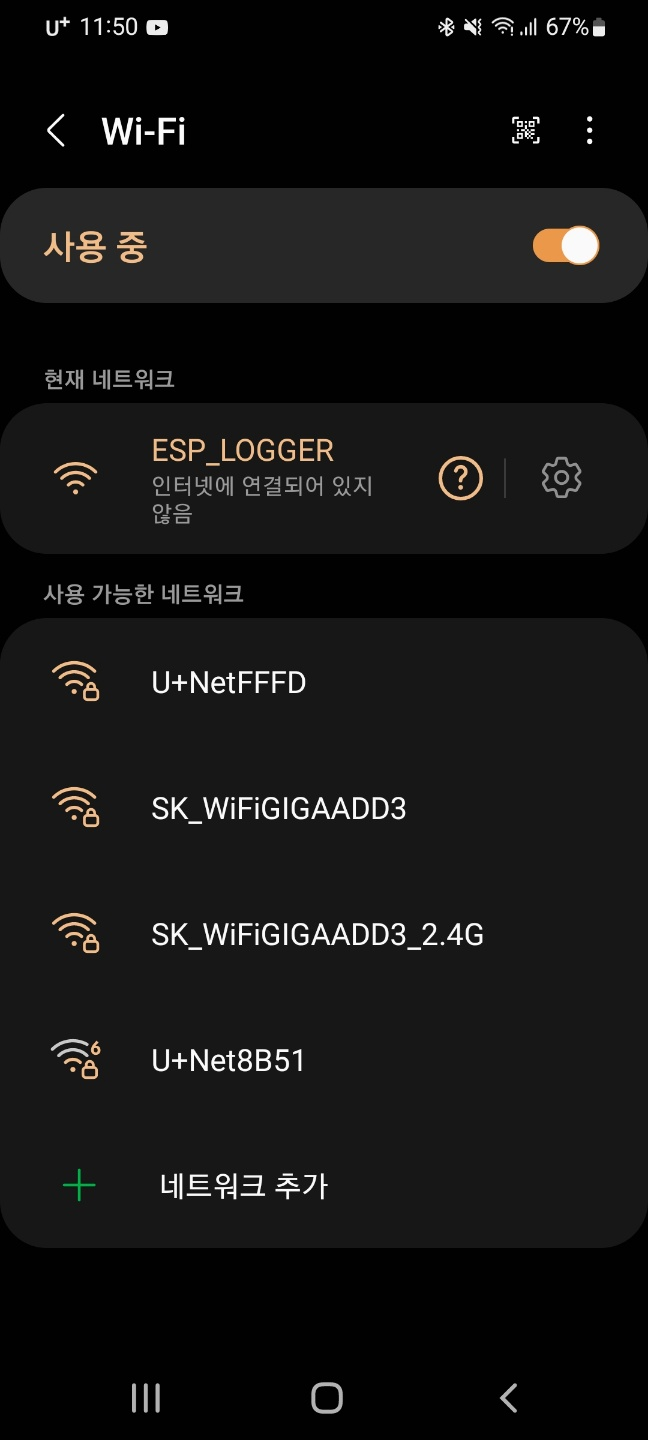 U+ 11:50 67%
Wi-Fi
사용 중
현재 네트워크
ESP_LOGGER
인터넷에 연결되어 있지
않음
?
사용 가능한 네트워크
U+NetFFFD
SK_WiFiGIGAADD3
SK_WiFiGIGAADD3_2.4G
6
U+Net8B51
네트워크 추가